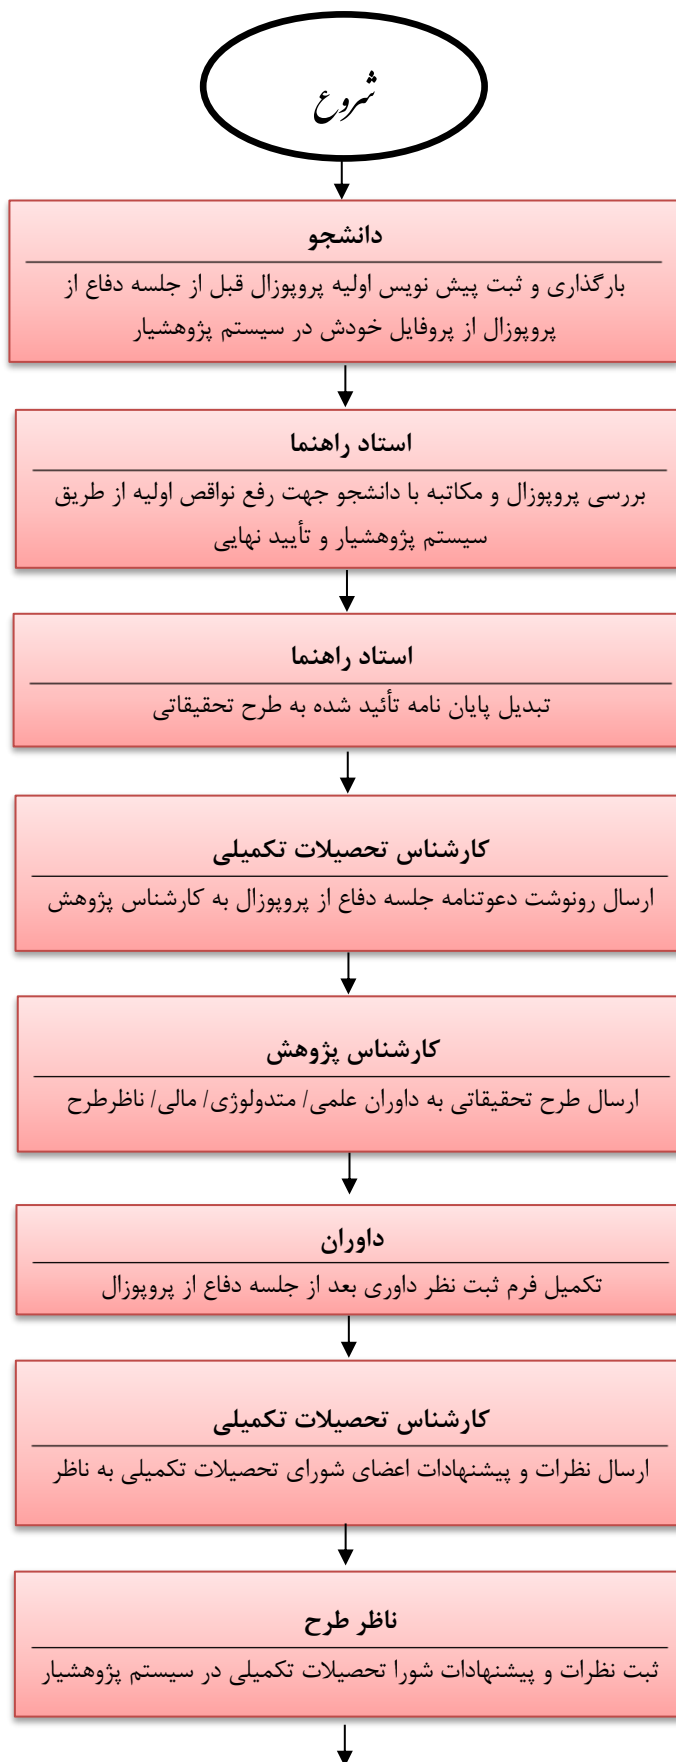 شروع
دانشجو
بارگذاری و ثبت پیش نویس اولیه پروپوزال قبل از جلسه دفاع از
پروپوزال از پروفایل خودش در سیستم پژوهشیار
استاد راهنما
بررسی پروپوزال و مکاتبه با دانشجو جهت رفع نواقص اولیه از طریق
سیستم پژوهشیار و تأیید نهایی
استاد راهنما
تبدیل پایان نامه تأئید شده به طرح تحقیقاتی
کارشناس تحصیلات تکمیلی
ارسال رونوشت دعوتنامه جلسه دفاع از پروپوزال به کارشناس پژوهش
کارشناس پژوهش
ارسال طرح تحقیقاتی به داوران علمی/ متدولوژی/ مالی/ ناظرطرح
داوران
تکمیل فرم ثبت نظر داوری بعد از جلسه دفاع از پروپوزال
کارشناس تحصیلات تکمیلی
ارسال نظرات و پیشنهادات اعضای شورای تحصیلات تکمیلی به ناظر
ناظر طرح
ثبت نظرات و پیشنهادات شورا تحصیلات تکمیلی در سیستم پژوهشیار